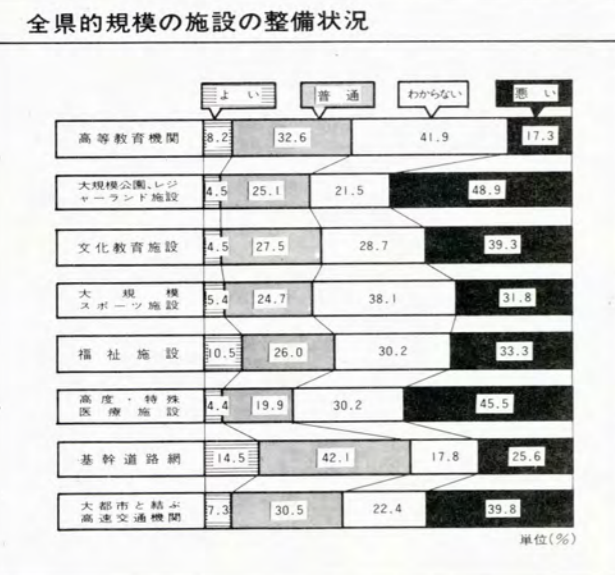 全県的規模の施設の整備状況
よい 普通 わからない 悪い
高等教育機関 8.2 32.6 41.9 17.3
大規模公園、レジ
ャーランド施設 4.5 25.1 21.5 48.9
文化教育施設 4.5 27.5 28.7 39.3
大規模
スポーツ施設 5.4 24.7 38.1 31.8
福祉施設 10.5 26.0 30.2 33.3
高度・特殊
医療施設 4.4 19.9 30.2 45.5
基幹道路網 14.5 42.1 17.8 25.6
大都市と結ぶ
高速交通機関 7.3 30.5 22.4 39.8
単位(%)